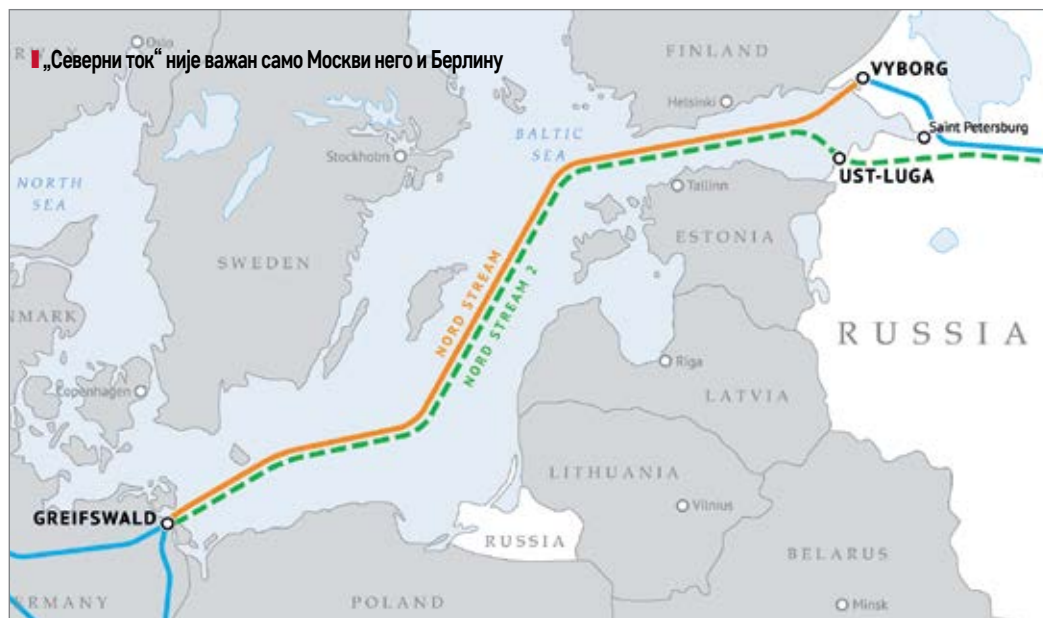 „Северни ток“ није важан само Москви него и Берлину
Oslo
FINLAND
VYBORG
Helsinki
Saint Petersburg
BALTIC
SEA
Stockholm
UST-LUGA
NORTH
SEA
Tallinn
ESTONIA
SWEDEN
NORD STREAM
NORD STREAM 2
NMARK
RUSSIA
Riga
Copenhagen
LATVIA
LITHUANIA
Vilnius
GREIFSWALD
RUSSIA
BELARUS
ERMANY
POLAND
Minsk